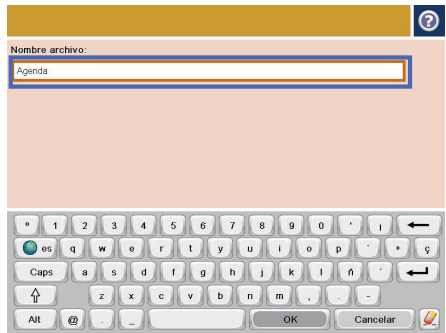 ?
Nombre archivo:
Agenda
º 1 2 3 4 5 6 7 8 9 0 ' ¡
es q w e r t y u i o p ` + ç
Caps a s d f g h j k l ñ ´
z x c v b n m , . -
Alt @ . _ OK Cancelar